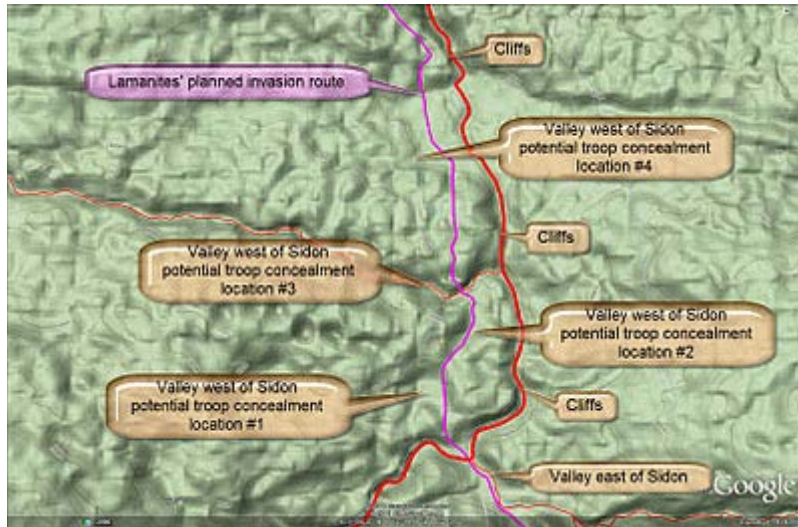 Cliffs
Lamanites' planned invasion route
Valley west of Sidon
potential troop concealment
location #4
Cliffs
Valley west of Sidon
potential troop concealment
location #3
Valley west of Sidon
potential troop concealment
location #2
Valley west of Sidon
potential troop concealment
location #1
Cliffs
Valley east of Sidon
Google